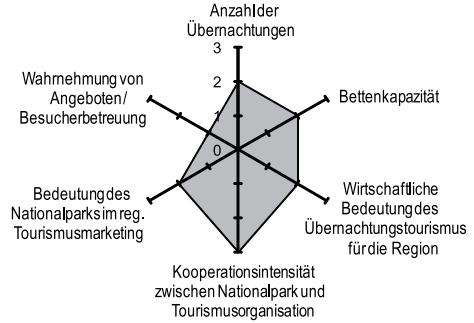 Anzahl der
Übernachtungen
3
2
1
0
Bettenkapazität
Wirtschaftliche
Bedeutung des
Übernachtungstourismus
für die Region
Kooperationsintensität
zwischen Nationalpark und
Tourismusorganisation
Bedeutung des
Nationalparks im reg.
Tourismusmarketing
Wahrnehmung von
Angeboten /
Besucherbetreuung